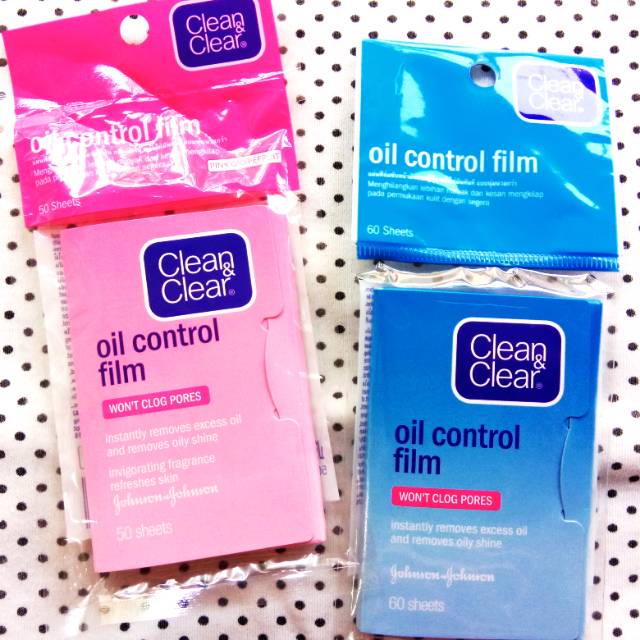 Clean &
Clear®
oil control film
PINK GRAPEFRUIT
50 Sheets
Clean &
Clear®
oil control
film
WON'T CLOG PORES
instantly removes excess oil
and removes oily shine
invigorating fragrance
refreshes skin
Johnson & Johnson
50 sheets
Clean &
Clear®
oil control film
Menghilangkan lebihan minyak dan kesan mengkilap
pada permukaan kulit dengan segera
60 Sheets
Clean &
Clear®
oil control
film
WON'T CLOG PORES
instantly removes excess oil
and removes oily shine
Johnson & Johnson
60 sheets